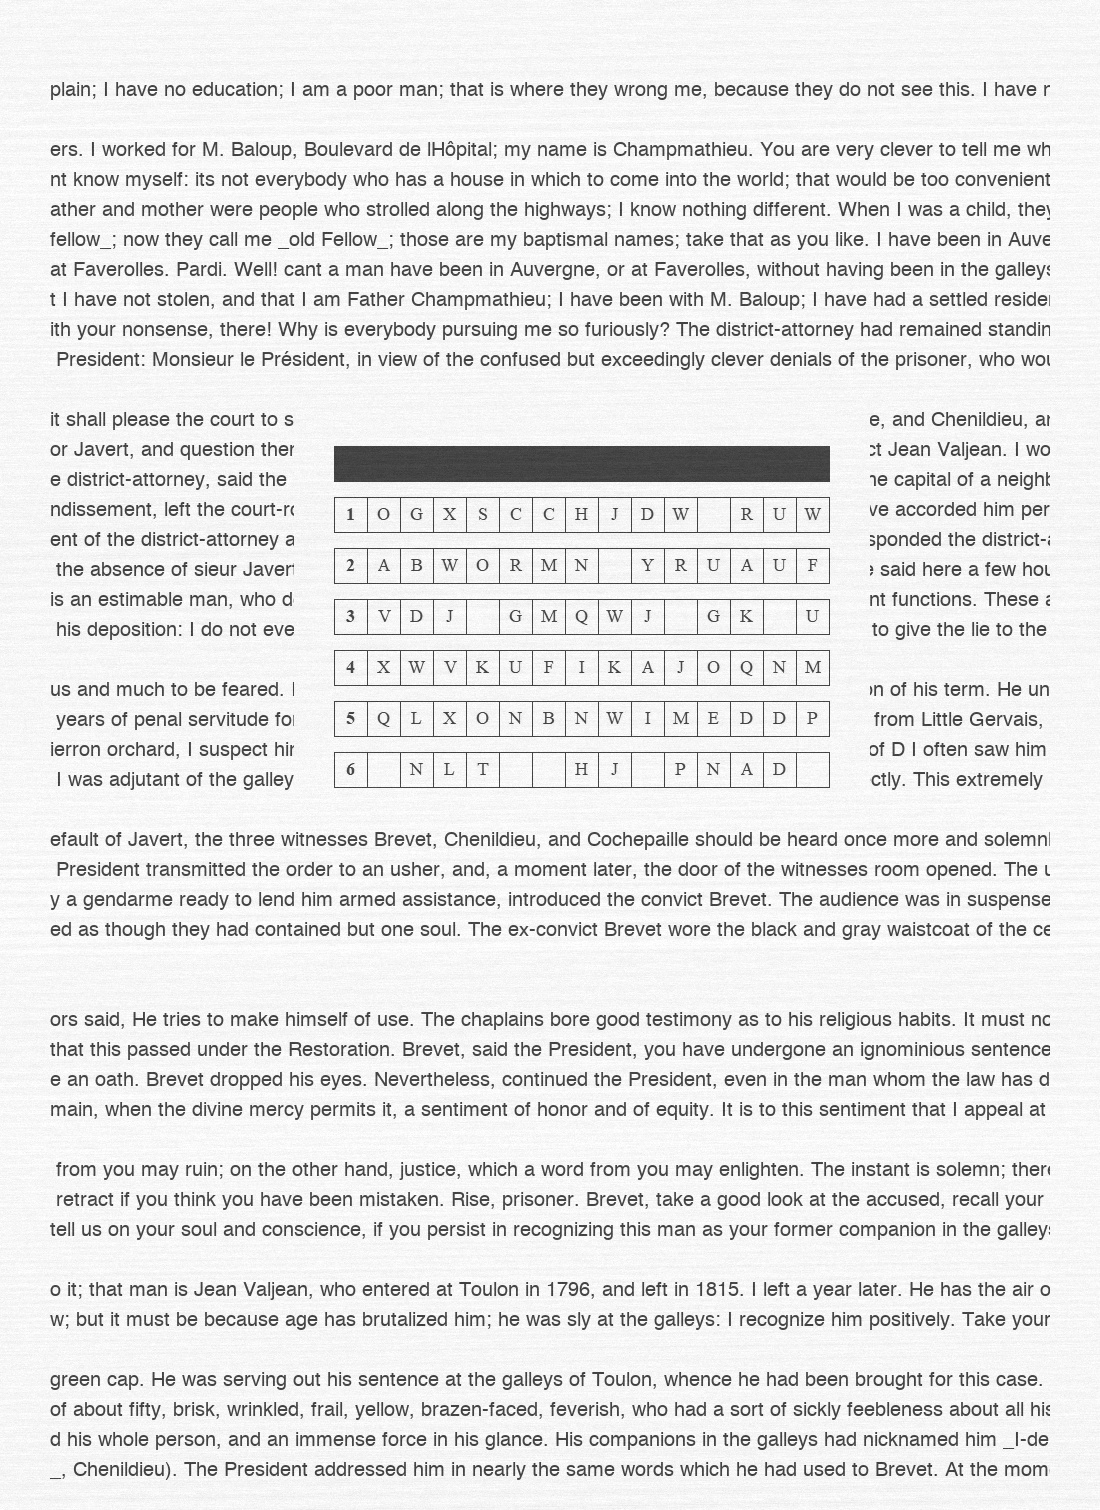 plain; I have no education; I am a poor man; that is where they wrong me, because they do not see this. I have
ers. I worked for M. Baloup, Boulevard de lHôpital; my name is Champmathieu. You are very clever to tell me wh
nt know myself: its not everybody who has a house in which to come into the world; that would be too convenient
ather and mother were people who strolled along the highways; I know nothing different. When I was a child, they
fellow_; now they call me _old Fellow_; those are my baptismal names; take that as you like. I have been in Auve
at Faverolles. Pardi. Well! cant a man have been in Auvergne, or at Faverolles, without having been in the galleys
t I have not stolen, and that I am Father Champmathieu; I have been with M. Baloup; I have had a settled reside
ith your nonsense, there! Why is everybody pursuing me so furiously? The district-attorney had remained standin
President: Monsieur le Président, in view of the confused but exceedingly clever denials of the prisoner, who wou
it shall please the court to s e, and Chenildieu, a
or Javert, and question ct Jean Valjean. I wo
e district-attorney, said the he capital of a neighb
ndissement, left the court-ro ve accorded him per
ent of the district-attorney a sponded the district-a
the absence of sieur Javert e said here a few hou
is an estimable man, who d nt functions. These a
his deposition: I do not eve to give the lie to the
us and much to be feared. on of his term. He un
years of penal servitude for from Little Gervais,
ierron orchard, I suspect him of D I often saw him
I was adjutant of the galley ctly. This extremely
1 O G X S C C H J D W R U W
2 A B W O R M N Y R U A U F
3 V D J G M Q W J G K U
4 X W V K U F I K A J O Q N M
5 Q L X O N B N W I M E D D P
6 N L T H J P N A D
efault of Javert, the three witnesses Brevet, Chenildieu, and Cochepaille should be heard once more and solemnl
President transmitted the order to an usher, and, a moment later, the door of the witnesses room opened. The u
y a gendarme ready to lend him armed assistance, introduced the convict Brevet. The audience was in suspense
ed as though they had contained but one soul. The ex-convict Brevet wore the black and gray waistcoat of the ce
ors said, He tries to make himself of use. The chaplains bore good testimony as to his religious habits. It must no
that this passed under the Restoration. Brevet, said the President, you have undergone an ignominious sentence
e an oath. Brevet dropped his eyes. Nevertheless, continued the President, even in the man whom the law has d
main, when the divine mercy permits it, a sentiment of honor and of equity. It is to this sentiment that I appeal at
from you may ruin; on the other hand, justice, which a word from you may enlighten. The instant is solemn; there
retract if you think you have been mistaken. Rise, prisoner. Brevet, take a good look at the accused, recall your
tell us on your soul and conscience, if you persist in recognizing this man as your former companion in the galleys
o it; that man is Jean Valjean, who entered at Toulon in 1796, and left in 1815. I left a year later. He has the air o
w; but it must be because age has brutalized him; he was sly at the galleys: I recognize him positively. Take your
green cap. He was serving out his sentence at the galleys of Toulon, whence he had been brought for this case.
of about fifty, brisk, wrinkled, frail, yellow, brazen-faced, feverish, who had a sort of sickly feebleness about all his
d his whole person, and an immense force in his glance. His companions in the galleys had nicknamed him _I-de
_, Chenildieu). The President addressed him in nearly the same words which he had used to Brevet. At the mom